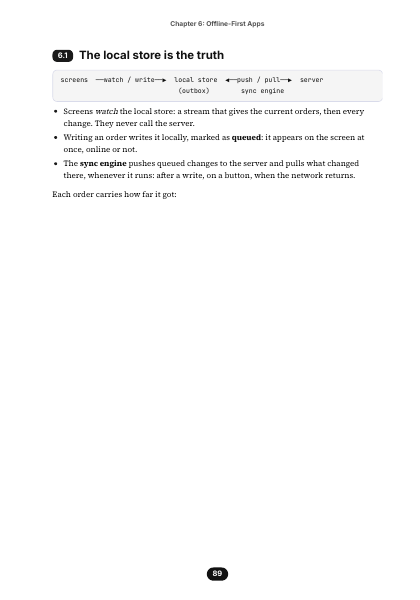 Chapter 6: Offline-First Apps
6.1 The local store is the truth
screens ──watch / write─▶ local store ◀──push / pull─▶ server
(outbox) sync engine
• Screens watch the local store: a stream that gives the current orders, then every
change. They never call the server.
• Writing an order writes it locally, marked as queued: it appears on the screen at
once, online or not.
• The sync engine pushes queued changes to the server and pulls what changed
there, whenever it runs: after a write, on a button, when the network returns.
Each order carries how far it got:
89